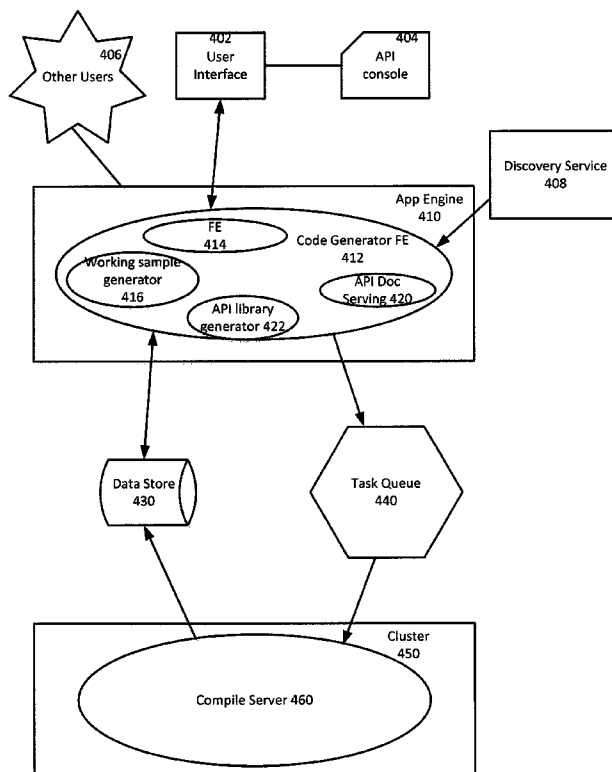 406
Other Users
402
User
Interface
404
API
console
Discovery Service
408
App Engine
410
FE
414
Code Generator FE
412
Working sample
generator
416
API Doc
Serving 420
API library
generator 422
Data Store
430
Task Queue
440
Cluster
450
Compile Server 460